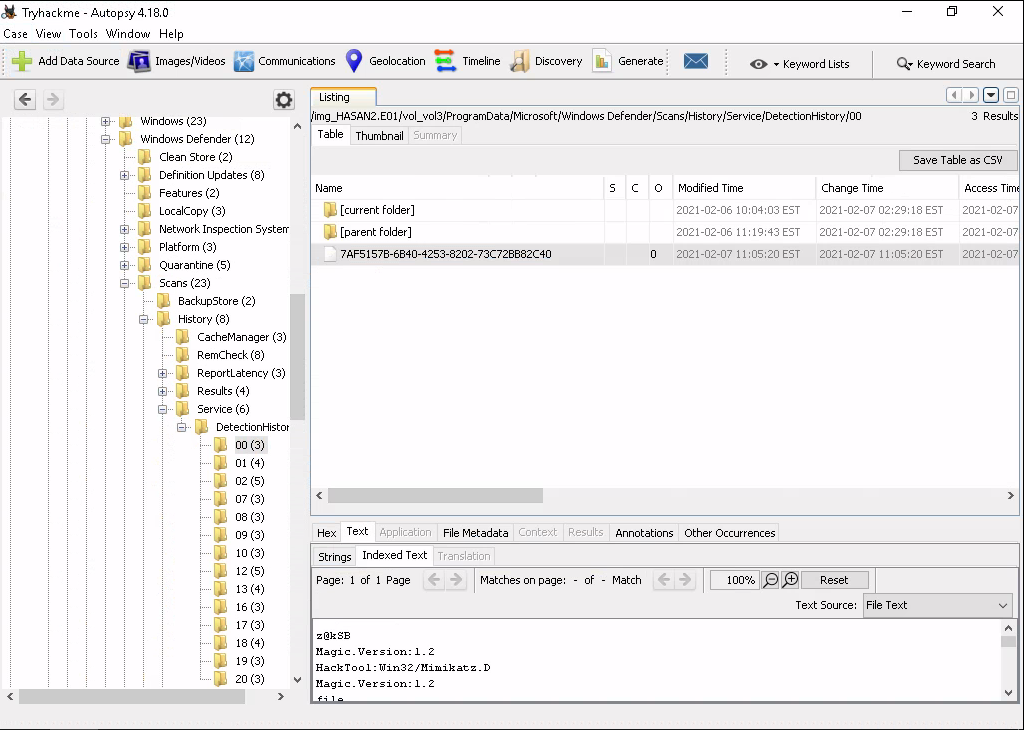 Tryhackme - Autopsy 4.18.0
Case View Tools Window Help
Add Data Source Images/Videos Communications Geolocation Timeline Discovery Generate Keyword Lists Keyword Search
Windows (23)
Windows Defender (12)
Clean Store (2)
Definition Updates (8)
Features (2)
LocalCopy (3)
Network Inspection System
Platform (3)
Quarantine (5)
Scans (23)
BackupStore (2)
History (8)
CacheManager (3)
RemCheck (8)
ReportLatency (3)
Results (4)
Service (6)
DetectionHistor
00 (3)
01 (4)
02 (5)
07 (3)
08 (3)
09 (3)
10 (3)
12 (5)
13 (4)
16 (3)
17 (3)
18 (4)
19 (3)
20 (3)
Listing
/img_HASAN2.E01/vol_vol3/ProgramData/Microsoft/Windows Defender/Scans/History/Service/DetectionHistory/00 3 Results
Table Thumbnail Summary
Save Table as CSV
Name S C O Modified Time Change Time Access Time
[current folder] 2021-02-06 10:04:03 EST 2021-02-07 02:29:18 EST 2021-02-07
[parent folder] 2021-02-06 11:19:43 EST 2021-02-07 02:29:18 EST 2021-02-07
7AF5157B-6B40-4253-8202-73C72BB82C40 0 2021-02-07 11:05:20 EST 2021-02-07 11:05:20 EST 2021-02-07
Hex Text Application File Metadata Context Results Annotations Other Occurrences
Strings Indexed Text Translation
Page: 1 of 1 Page Matches on page: - of - Match 100% Reset
Text Source: File Text
z@kSB
Magic.Version:1.2
HackTool:Win32/Mimikatz.D
Magic.Version:1.2
file